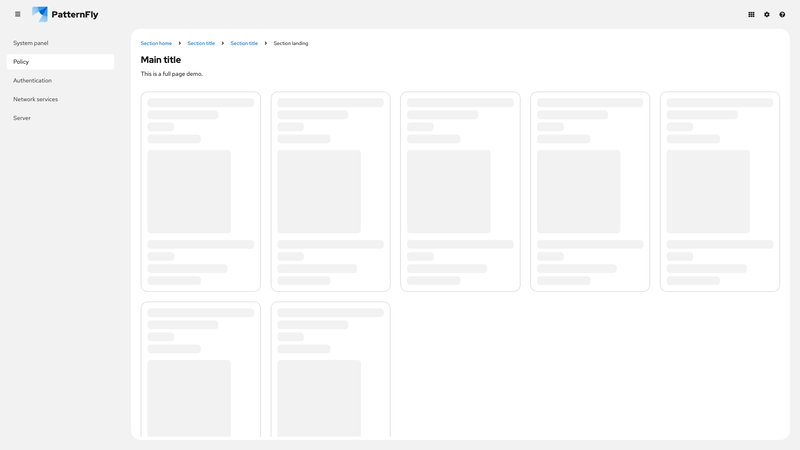 PatternFly
System panel
Policy
Authentication
Network services
Server
Section home > Section title > Section title > Section landing
Main title
This is a full page demo.